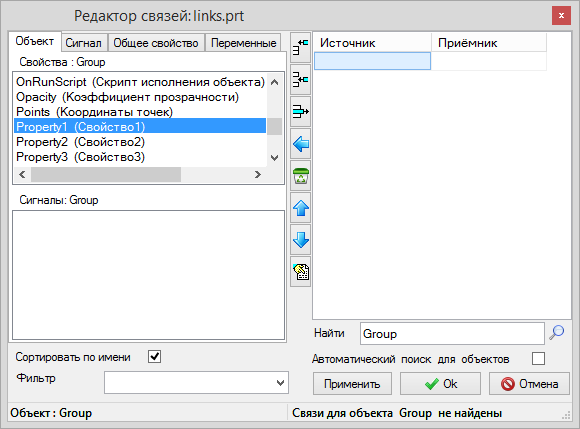 Редактор связей: links.prt
x
Объект Сигнал Общее свойство Переменные
Свойства : Group
OnRunScript (Скрипт исполнения объекта)
Opacity (Коэффициент прозрачности)
Points (Координаты точек)
Property1 (Свойство1)
Property2 (Свойство2)
Property3 (Свойство3)
Сигналы: Group
Сортировать по имени
Фильтр
Источник Приёмник
Найти Group
Автоматический поиск для объектов
Применить Ok Отмена
Объект : Group Связи для объекта Group не найдены